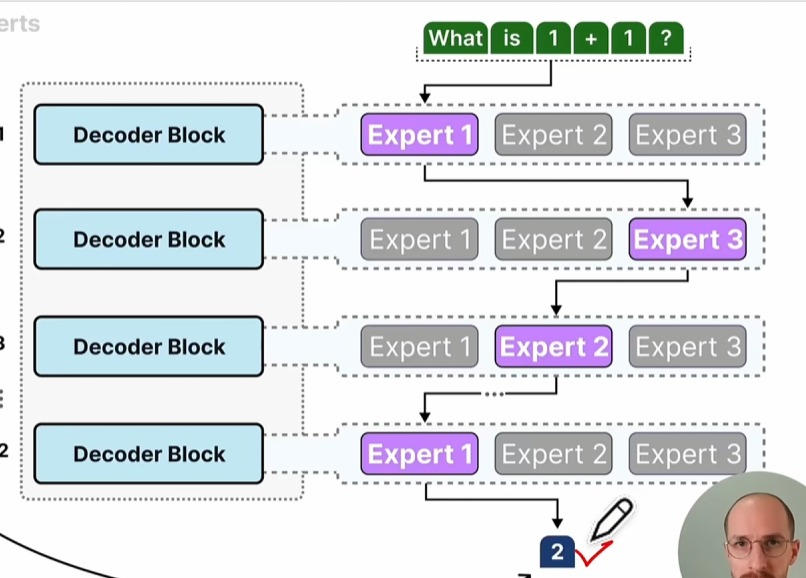 erts
What is 1 + 1 ?
1 Decoder Block Expert 1 Expert 2 Expert 3
2 Decoder Block Expert 1 Expert 2 Expert 3
3 Decoder Block Expert 1 Expert 2 Expert 3
2 Decoder Block Expert 1 Expert 2 Expert 3
2